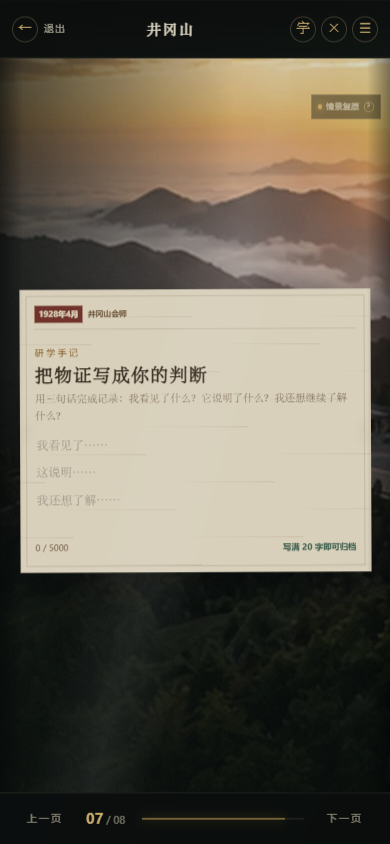 ← 退出
井冈山
字 × ☰
情景复原
1928年4月 井冈山会师
研学手记
把物证写成你的判断
用三句话完成记录：我看见了什么？它说明了什么？我还想继续了解
什么？
我看见了……
这说明……
我还想了解……
0 / 5000
写满 20 字即可归档
上一页
07 / 08
下一页